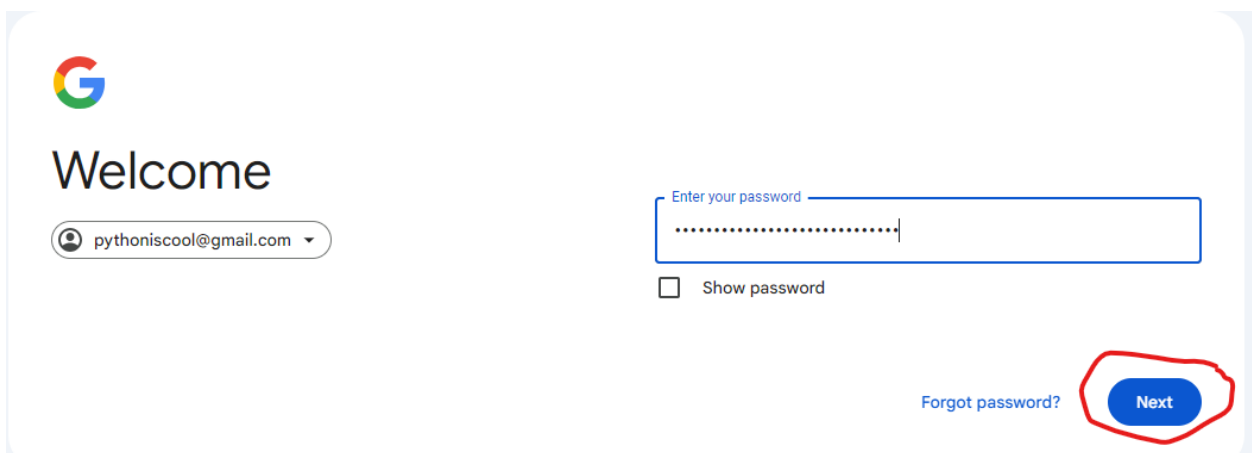 Welcome
pythoniscool@gmail.com
Enter your password
•••••••••••••••••••••••••••••
Show password
Forgot password?
Next